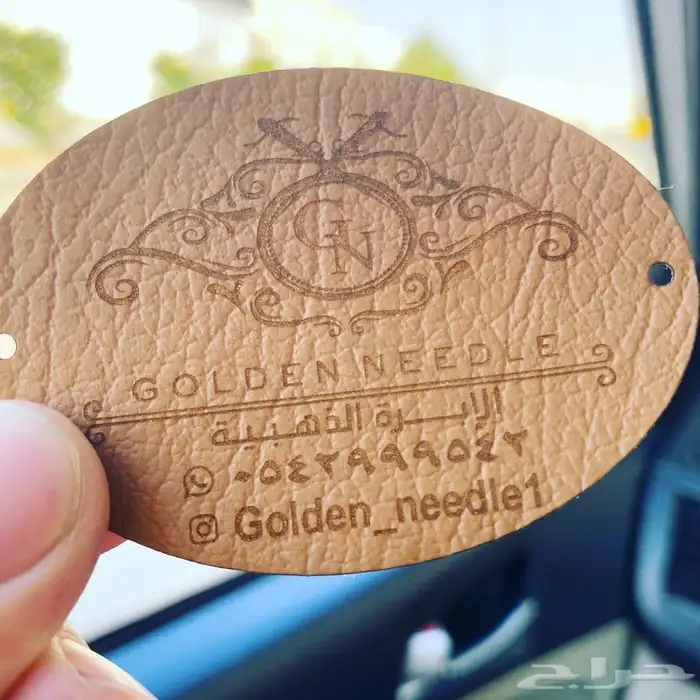 GN
GOLDEN NEEDLE
الإبرة الذهبية
٠٥٤٢٩٩٩٥٤٢
Golden_needle1
حراج